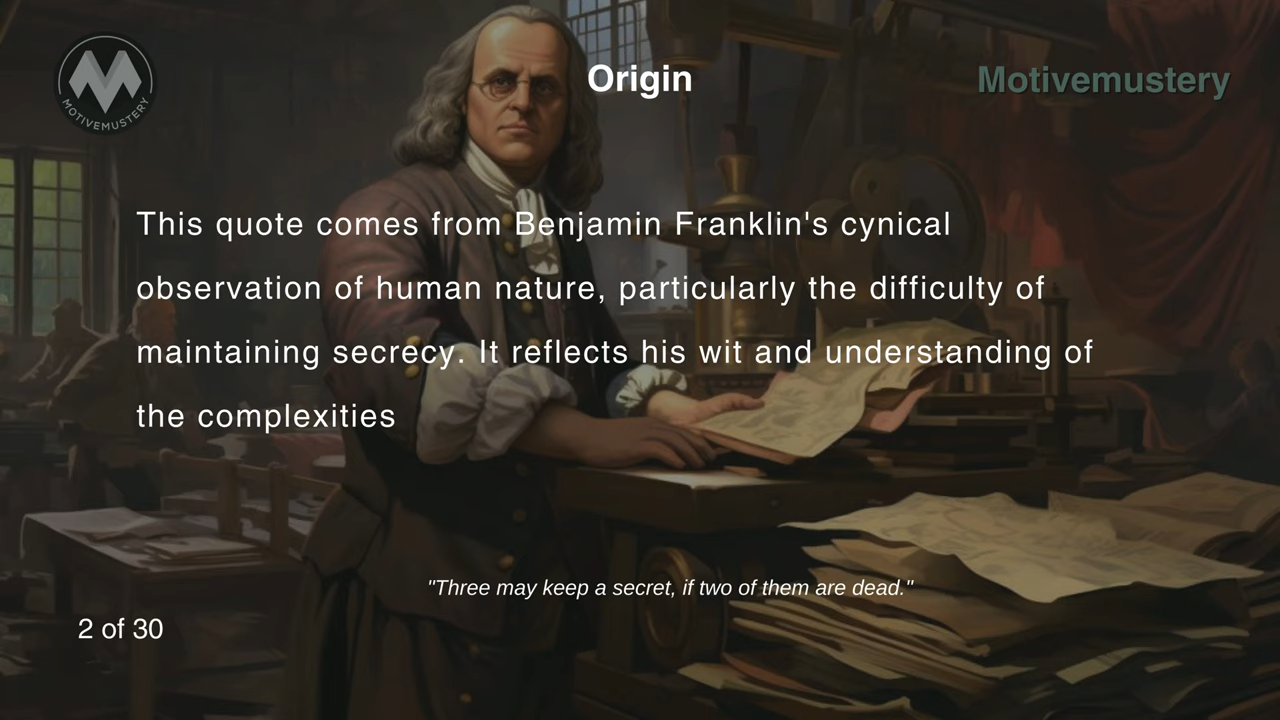 MOTIVEMUSTERY
Origin
Motivemustery
This quote comes from Benjamin Franklin's cynical
observation of human nature, particularly the difficulty of
maintaining secrecy. It reflects his wit and understanding of
the complexities
"Three may keep a secret, if two of them are dead."
2 of 30